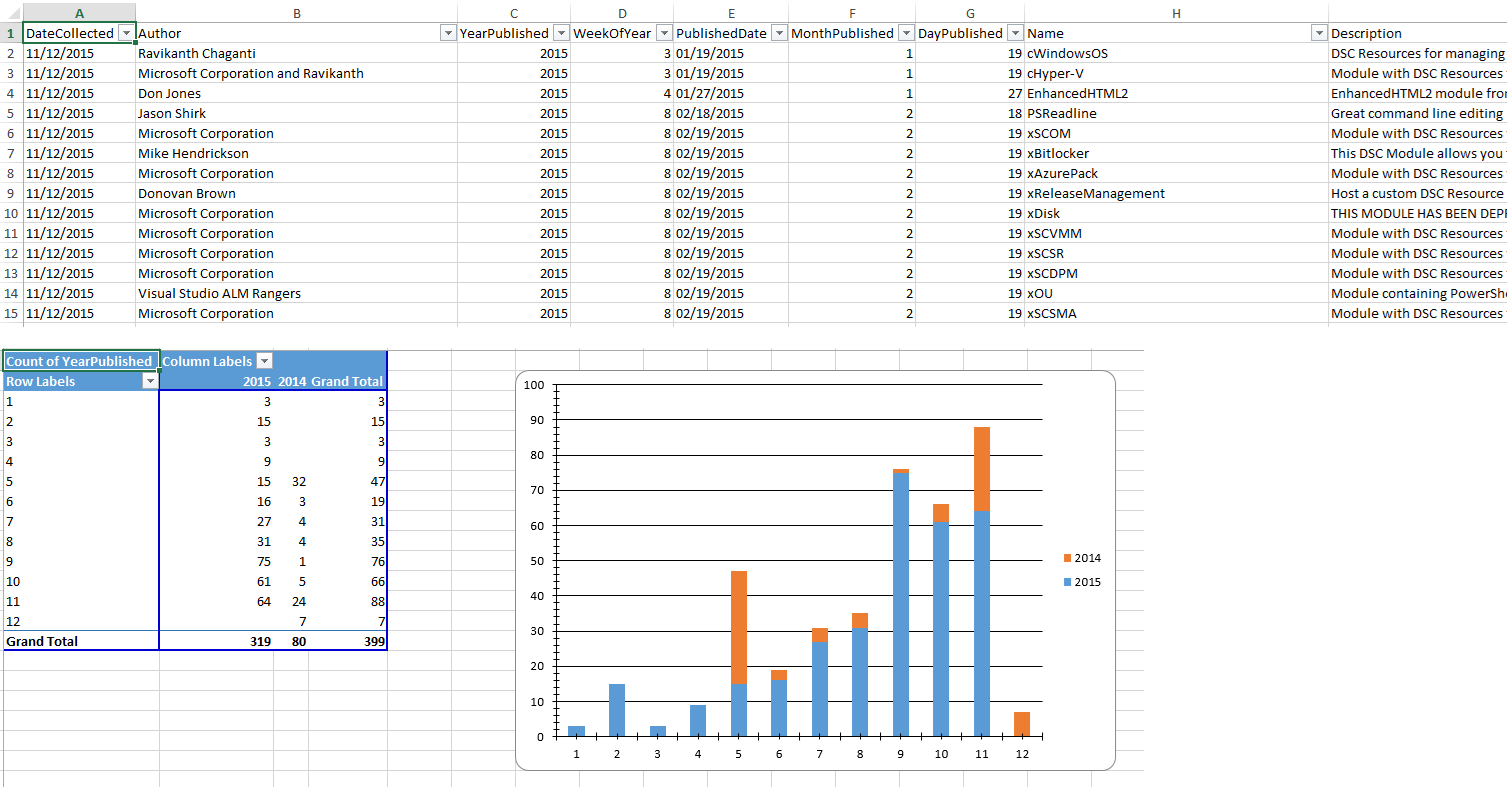 A B C D E F G H
1 DateCollected Author YearPublished WeekOfYear PublishedDate MonthPublished DayPublished Name Description
2 11/12/2015 Ravikanth Chaganti 2015 3 01/19/2015 1 19 cWindowsOS DSC Resources for managing
3 11/12/2015 Microsoft Corporation and Ravikanth 2015 3 01/19/2015 1 19 cHyper-V Module with DSC Resources
4 11/12/2015 Don Jones 2015 4 01/27/2015 1 27 EnhancedHTML2 EnhancedHTML2 module fro
5 11/12/2015 Jason Shirk 2015 8 02/18/2015 2 18 PSReadline Great command line editing
6 11/12/2015 Microsoft Corporation 2015 8 02/19/2015 2 19 xSCOM Module with DSC Resources
7 11/12/2015 Mike Hendrickson 2015 8 02/19/2015 2 19 xBitlocker This DSC Module allows you
8 11/12/2015 Microsoft Corporation 2015 8 02/19/2015 2 19 xAzurePack Module with DSC Resources
9 11/12/2015 Donovan Brown 2015 8 02/19/2015 2 19 xReleaseManagement Host a custom DSC Resource
10 11/12/2015 Microsoft Corporation 2015 8 02/19/2015 2 19 xDisk THIS MODULE HAS BEEN DEP
11 11/12/2015 Microsoft Corporation 2015 8 02/19/2015 2 19 xSCVMM Module with DSC Resources
12 11/12/2015 Microsoft Corporation 2015 8 02/19/2015 2 19 xSCSR Module with DSC Resources
13 11/12/2015 Microsoft Corporation 2015 8 02/19/2015 2 19 xSCDPM Module with DSC Resources
14 11/12/2015 Visual Studio ALM Rangers 2015 8 02/19/2015 2 19 xOU Module containing PowerSh
15 11/12/2015 Microsoft Corporation 2015 8 02/19/2015 2 19 xSCSMA Module with DSC Resources
Count of YearPublished Column Labels
Row Labels 2015 2014 Grand Total
1 3 3
2 15 15
3 3 3
4 9 9
5 15 32 47
6 16 3 19
7 27 4 31
8 31 4 35
9 75 1 76
10 61 5 66
11 64 24 88
12 7 7
Grand Total 319 80 399
100
90
80
70
60
50
40
30
20
10
0
1 2 3 4 5 6 7 8 9 10 11 12
2014
2015